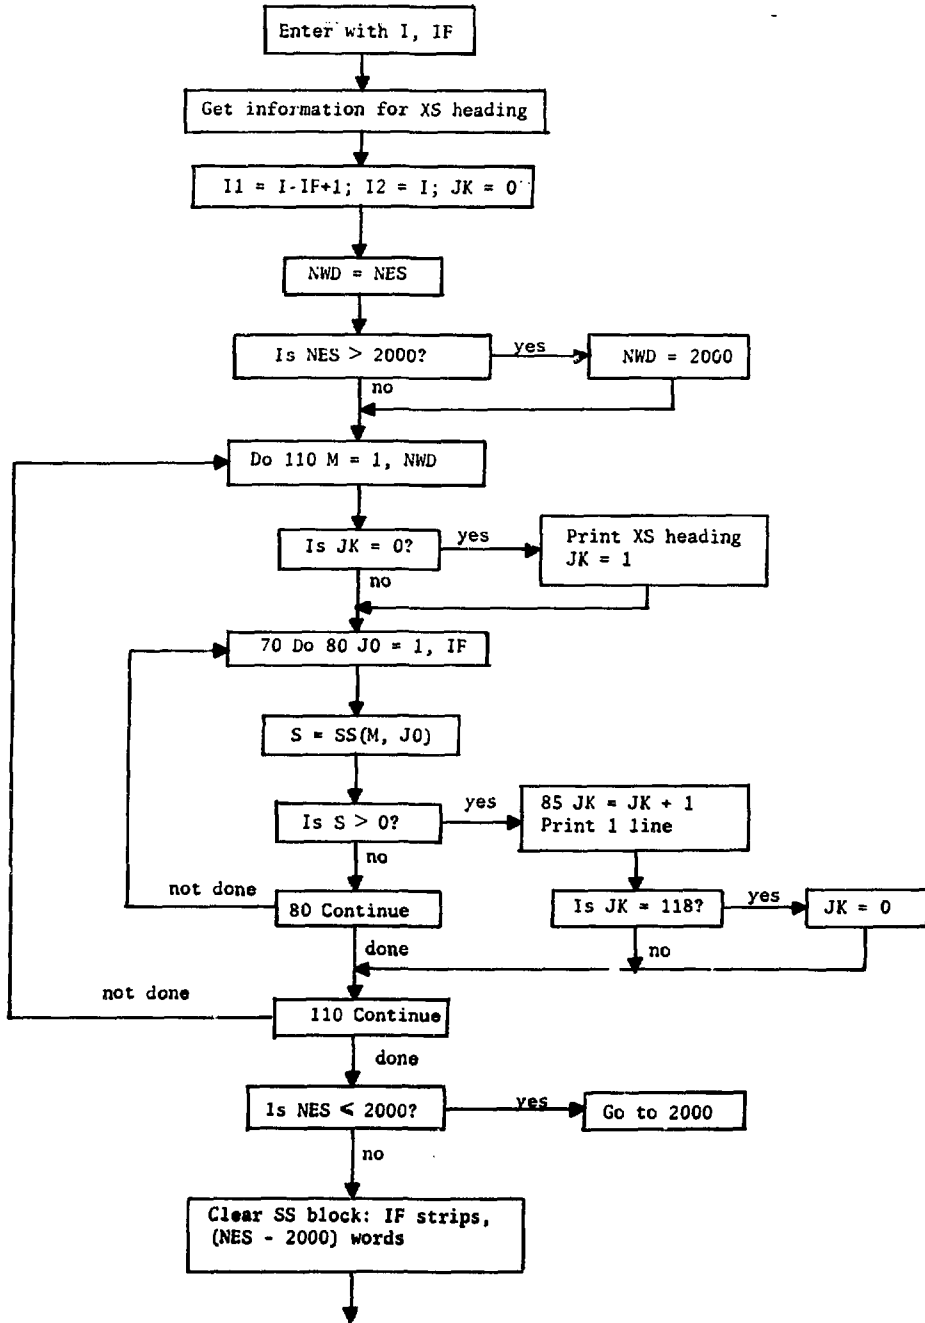 Enter with I, IF
Get information for XS heading
I1 = I-IF+1; I2 = I; JK = 0
NWD = NES
Is NES > 2000?
yes
NWD = 2000
no
Do 110 M = 1, NWD
Is JK = 0?
yes
Print XS heading
JK = 1
no
70 Do 80 J0 = 1, IF
S = SS(M, J0)
Is S > 0?
yes
85 JK = JK + 1
Print 1 line
no
not done
80 Continue
Is JK = 118?
yes
JK = 0
done
no
not done
110 Continue
done
Is NES ⩽ 2000?
yes
Go to 2000
no
Clear SS block: IF strips,
(NES - 2000) words